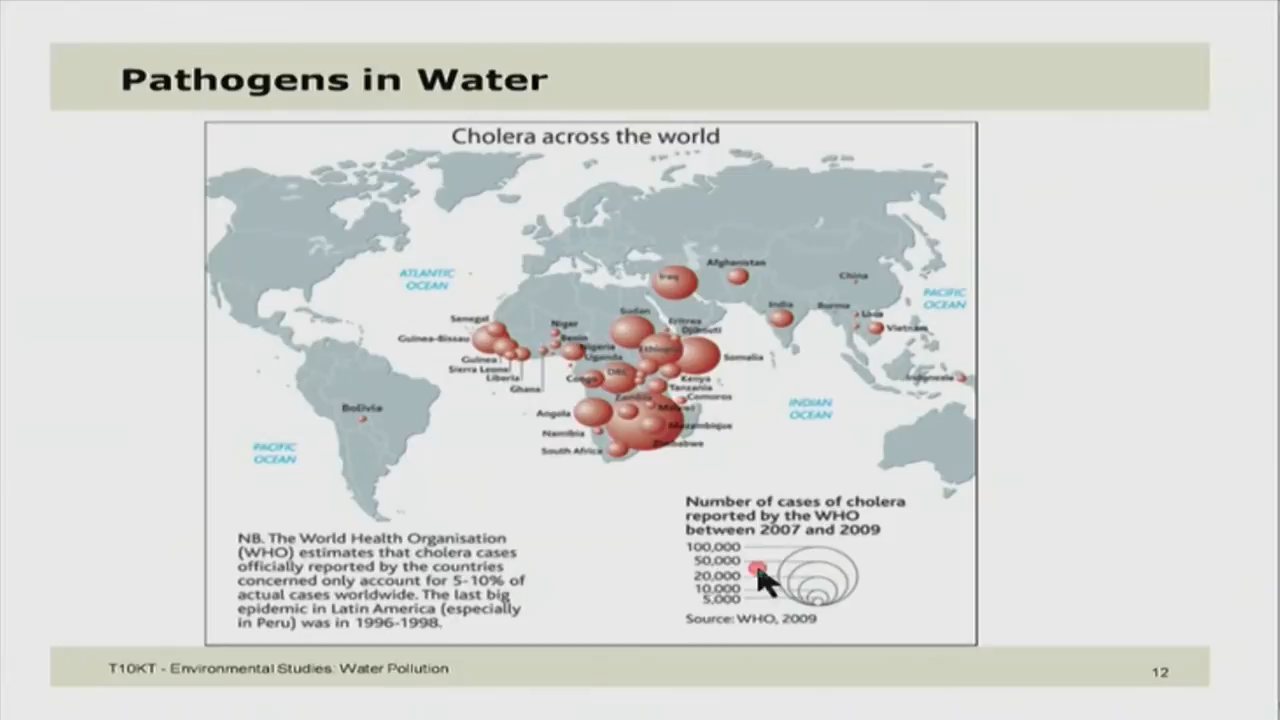 Pathogens in Water
Cholera across the world
ATLANTIC
OCEAN
Iraq
Afghanistan
China
PACIFIC
OCEAN
Senegal
Guinea-Bissau
Guinea
Sierra Leone
Liberia
Ghana
Niger
Benin
Nigeria
Uganda
Sudan
Eritrea
Djibouti
Ethiopia
Somalia
India
Burma
Laos
Vietnam
Indonesia
Congo
DRC
Kenya
Tanzania
Comoros
Zambia
Malawi
Mozambique
Zimbabwe
Angola
Namibia
South Africa
Bolivia
INDIAN
OCEAN
PACIFIC
OCEAN
NB. The World Health Organisation
(WHO) estimates that cholera cases
officially reported by the countries
concerned only account for 5-10% of
actual cases worldwide. The last big
epidemic in Latin America (especially
in Peru) was in 1996-1998.
Number of cases of cholera
reported by the WHO
between 2007 and 2009
100,000
50,000
20,000
10,000
5,000
Source: WHO, 2009
T10KT - Environmental Studies: Water Pollution
12